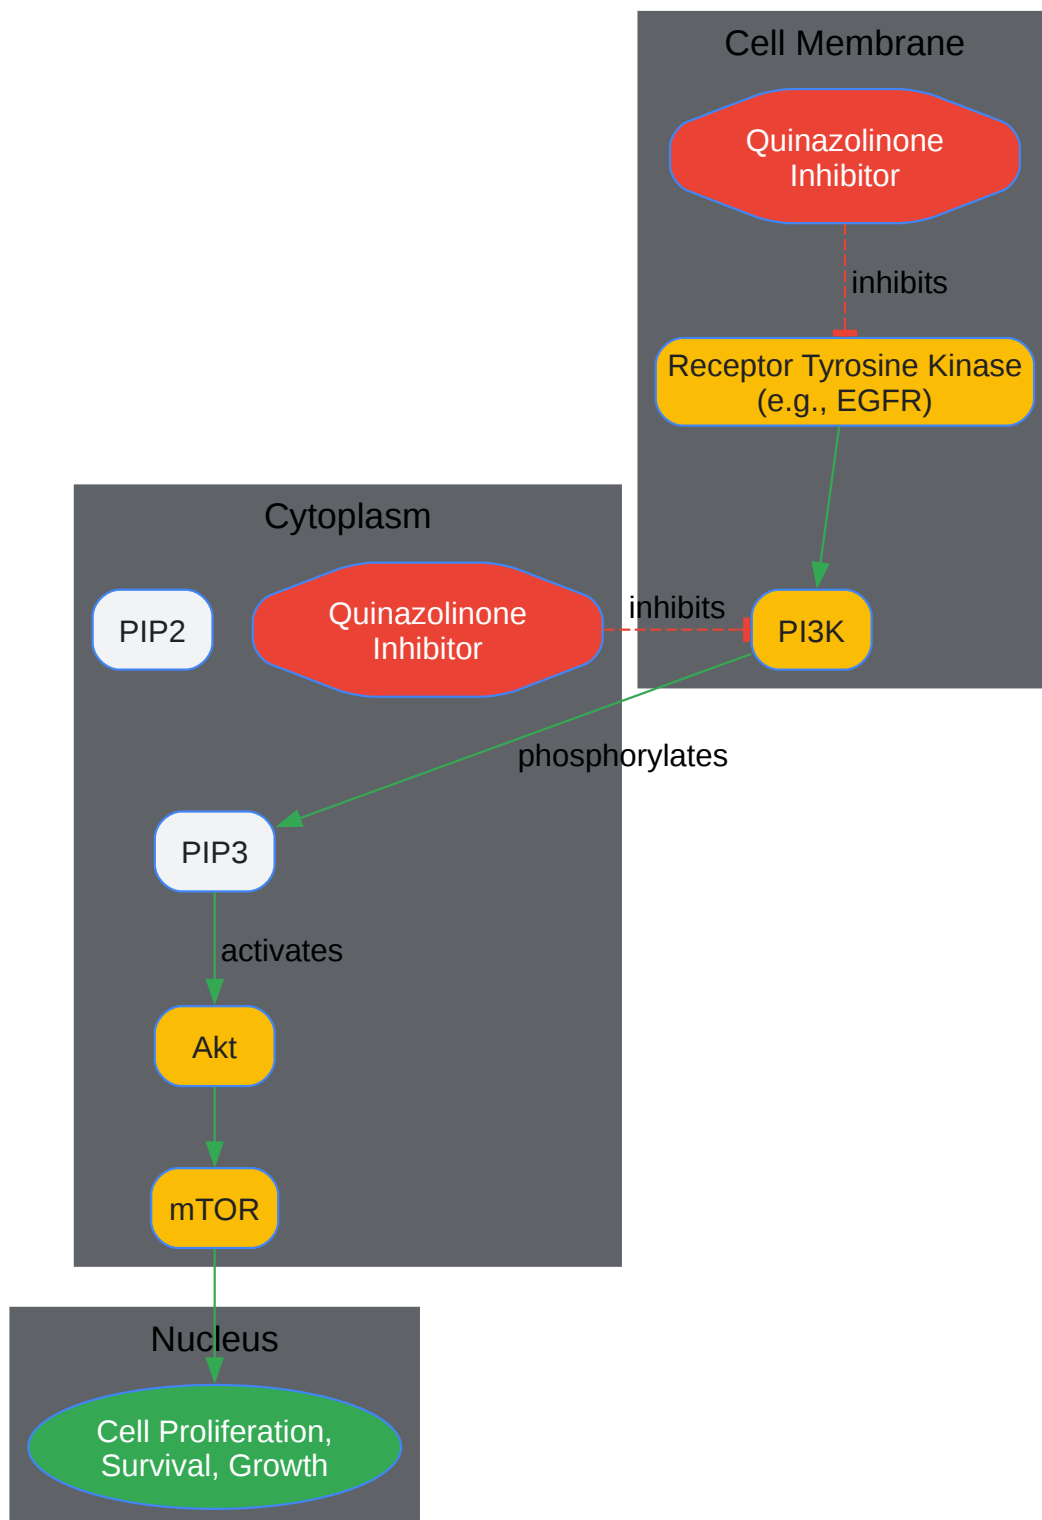 Cell Membrane
Quinazolinone
Inhibitor
inhibits
Receptor Tyrosine Kinase
(e.g., EGFR)
Cytoplasm
PIP2
Quinazolinone
Inhibitor
inhibits
PI3K
phosphorylates
PIP3
activates
Akt
mTOR
Nucleus
Cell Proliferation,
Survival, Growth